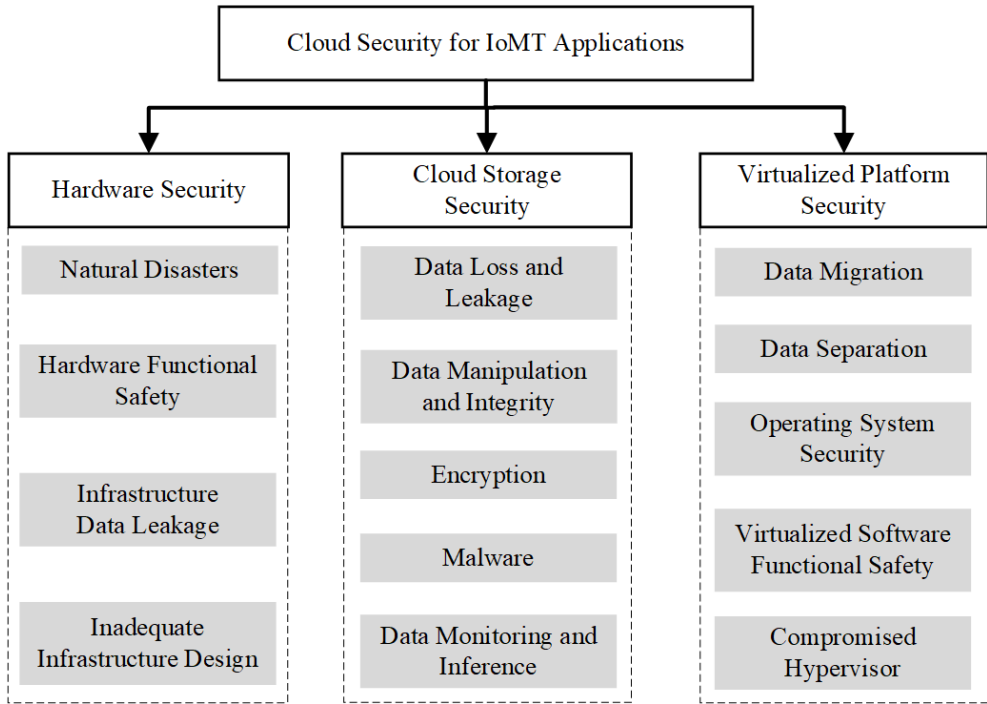 Cloud Security for IoMT Applications
Hardware Security
Natural Disasters
Hardware Functional
Safety
Infrastructure
Data Leakage
Inadequate
Infrastructure Design
Cloud Storage
Security
Data Loss and
Leakage
Data Manipulation
and Integrity
Encryption
Malware
Data Monitoring and
Inference
Virtualized Platform
Security
Data Migration
Data Separation
Operating System
Security
Virtualized Software
Functional Safety
Compromised
Hypervisor